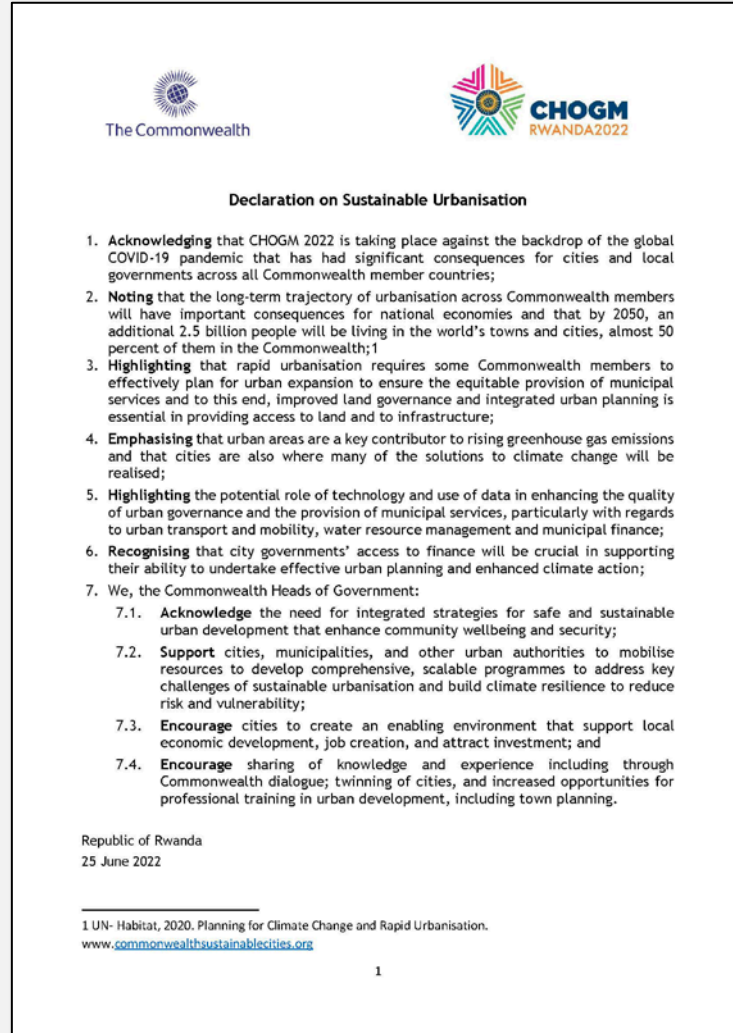 The Commonwealth
CHOGM
RWANDA2022
Declaration on Sustainable Urbanisation
1. Acknowledging that CHOGM 2022 is taking place against the backdrop of the global
COVID-19 pandemic that has had significant consequences for cities and local
governments across all Commonwealth member countries;
2. Noting that the long-term trajectory of urbanisation across Commonwealth members
will have important consequences for national economies and that by 2050, an
additional 2.5 billion people will be living in the world's towns and cities, almost 50
percent of them in the Commonwealth;1
3. Highlighting that rapid urbanisation requires some Commonwealth members to
effectively plan for urban expansion to ensure the equitable provision of municipal
services and to this end, improved land governance and integrated urban planning is
essential in providing access to land and to infrastructure;
4. Emphasising that urban areas are a key contributor to rising greenhouse gas emissions
and that cities are also where many of the solutions to climate change will be
realised;
5. Highlighting the potential role of technology and use of data in enhancing the quality
of urban governance and the provision of municipal services, particularly with regards
to urban transport and mobility, water resource management and municipal finance;
6. Recognising that city governments' access to finance will be crucial in supporting
their ability to undertake effective urban planning and enhanced climate action;
7. We, the Commonwealth Heads of Government:
7.1. Acknowledge the need for integrated strategies for safe and sustainable
urban development that enhance community wellbeing and security;
7.2. Support cities, municipalities, and other urban authorities to mobilise
resources to develop comprehensive, scalable programmes to address key
challenges of sustainable urbanisation and build climate resilience to reduce
risk and vulnerability;
7.3. Encourage cities to create an enabling environment that support local
economic development, job creation, and attract investment; and
7.4. Encourage sharing of knowledge and experience including through
Commonwealth dialogue; twinning of cities, and increased opportunities for
professional training in urban development, including town planning.
Republic of Rwanda
25 June 2022
1 UN- Habitat, 2020. Planning for Climate Change and Rapid Urbanisation.
www.commonwealthsustainablecities.org
1